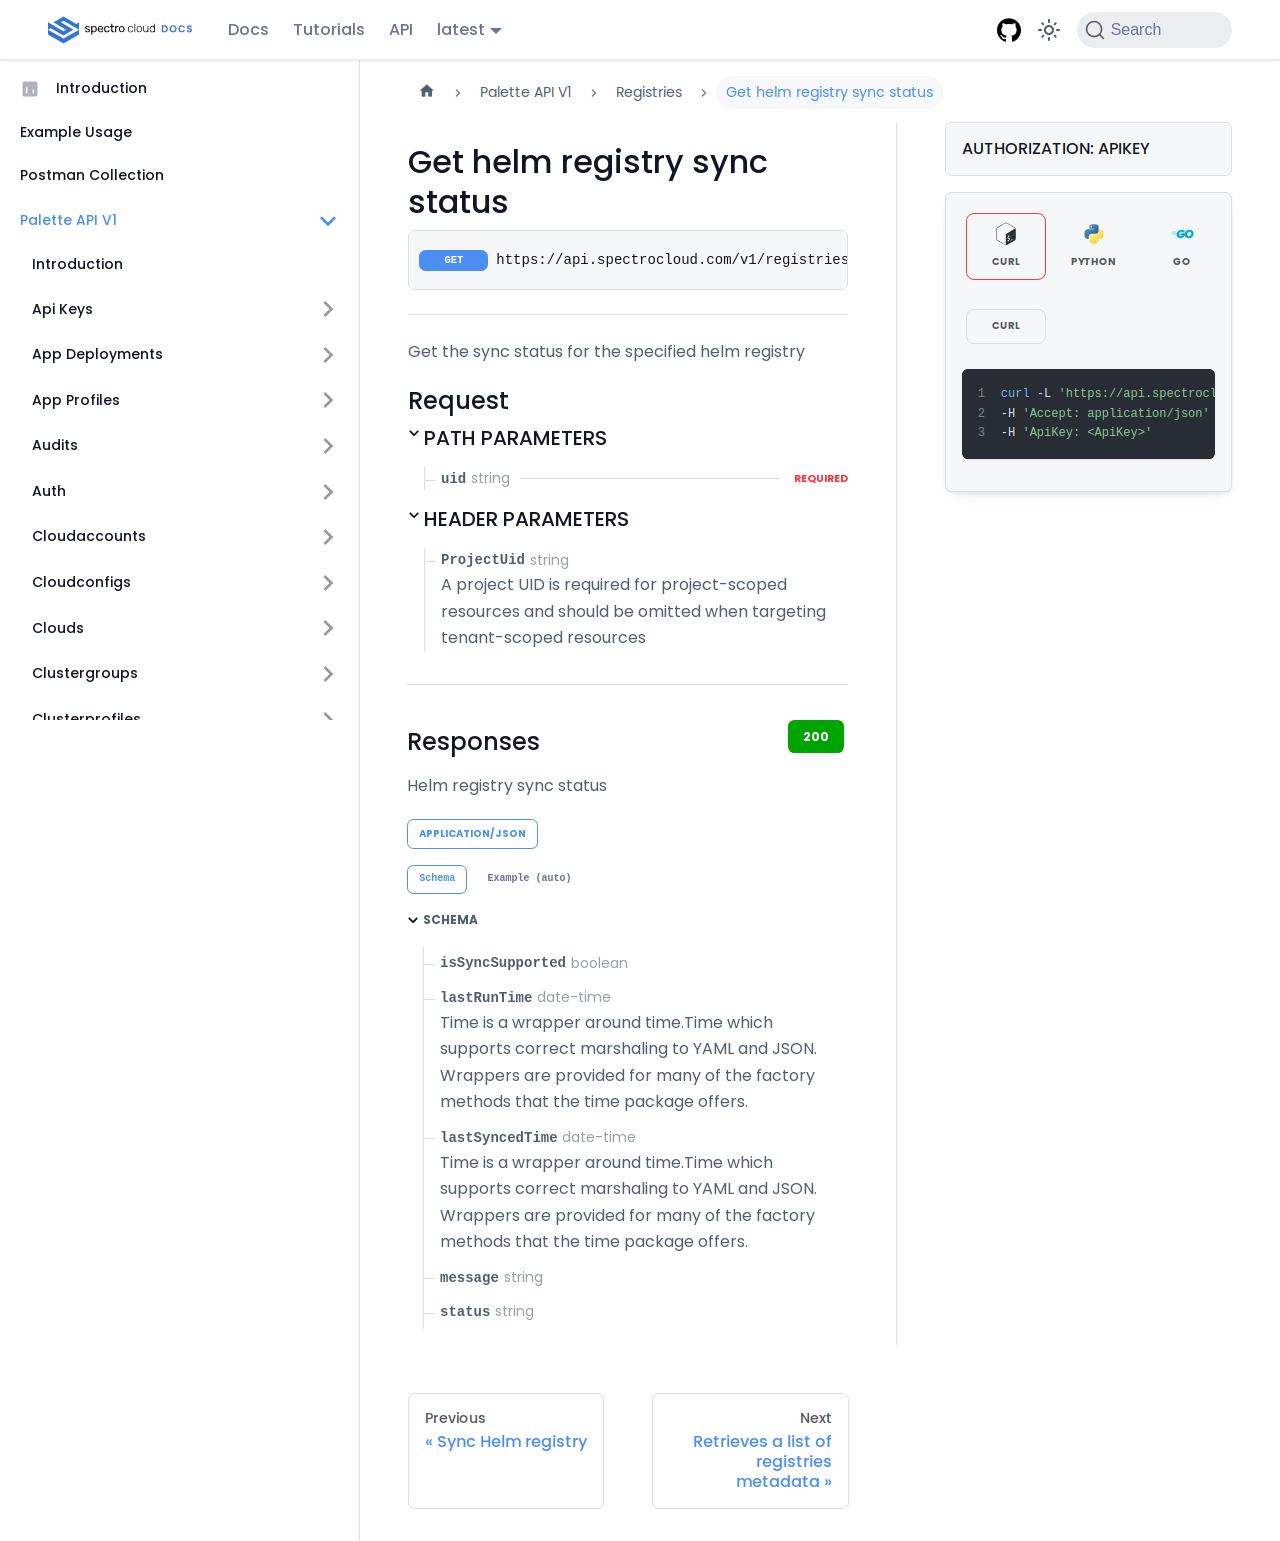 spectro cloud DOCS
Docs
Tutorials
API
latest
Search
Introduction
Example Usage
Postman Collection
Palette API V1
Introduction
Api Keys
App Deployments
App Profiles
Audits
Auth
Cloudaccounts
Cloudconfigs
Clouds
Clustergroups
Clusterprofiles
Palette API V1
Registries
Get helm registry sync status
Get helm registry sync
status
GET https://api.spectrocloud.com/v1/registries
Get the sync status for the specified helm registry
Request
PATH PARAMETERS
uid string REQUIRED
HEADER PARAMETERS
ProjectUid string
A project UID is required for project-scoped
resources and should be omitted when targeting
tenant-scoped resources
Responses
200
Helm registry sync status
APPLICATION/JSON
Schema Example (auto)
SCHEMA
isSyncSupported boolean
lastRunTime date-time
Time is a wrapper around time.Time which
supports correct marshaling to YAML and JSON.
Wrappers are provided for many of the factory
methods that the time package offers.
lastSyncedTime date-time
Time is a wrapper around time.Time which
supports correct marshaling to YAML and JSON.
Wrappers are provided for many of the factory
methods that the time package offers.
message string
status string
Previous
« Sync Helm registry
Next
Retrieves a list of
registries
metadata »
AUTHORIZATION: APIKEY
CURL
PYTHON
GO
CURL
1 curl -L 'https://api.spectrocl
2 -H 'Accept: application/json'
3 -H 'ApiKey: <ApiKey>'